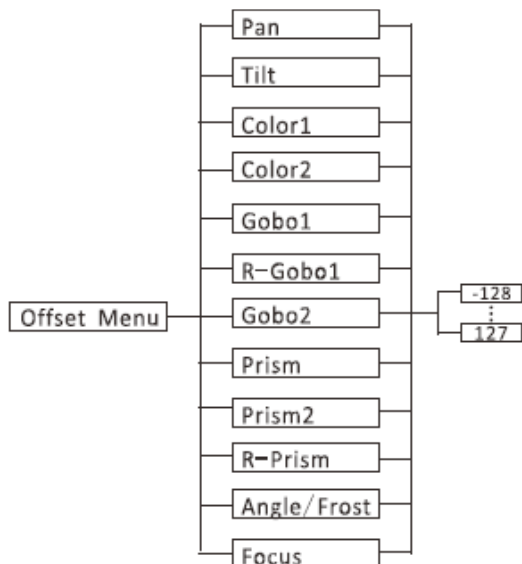 Pan
Tilt
Color1
Color2
Gobo1
R-Gobo1
Offset Menu
Gobo2
-128
127
Prism
Prism2
R-Prism
Angle/Frost
Focus